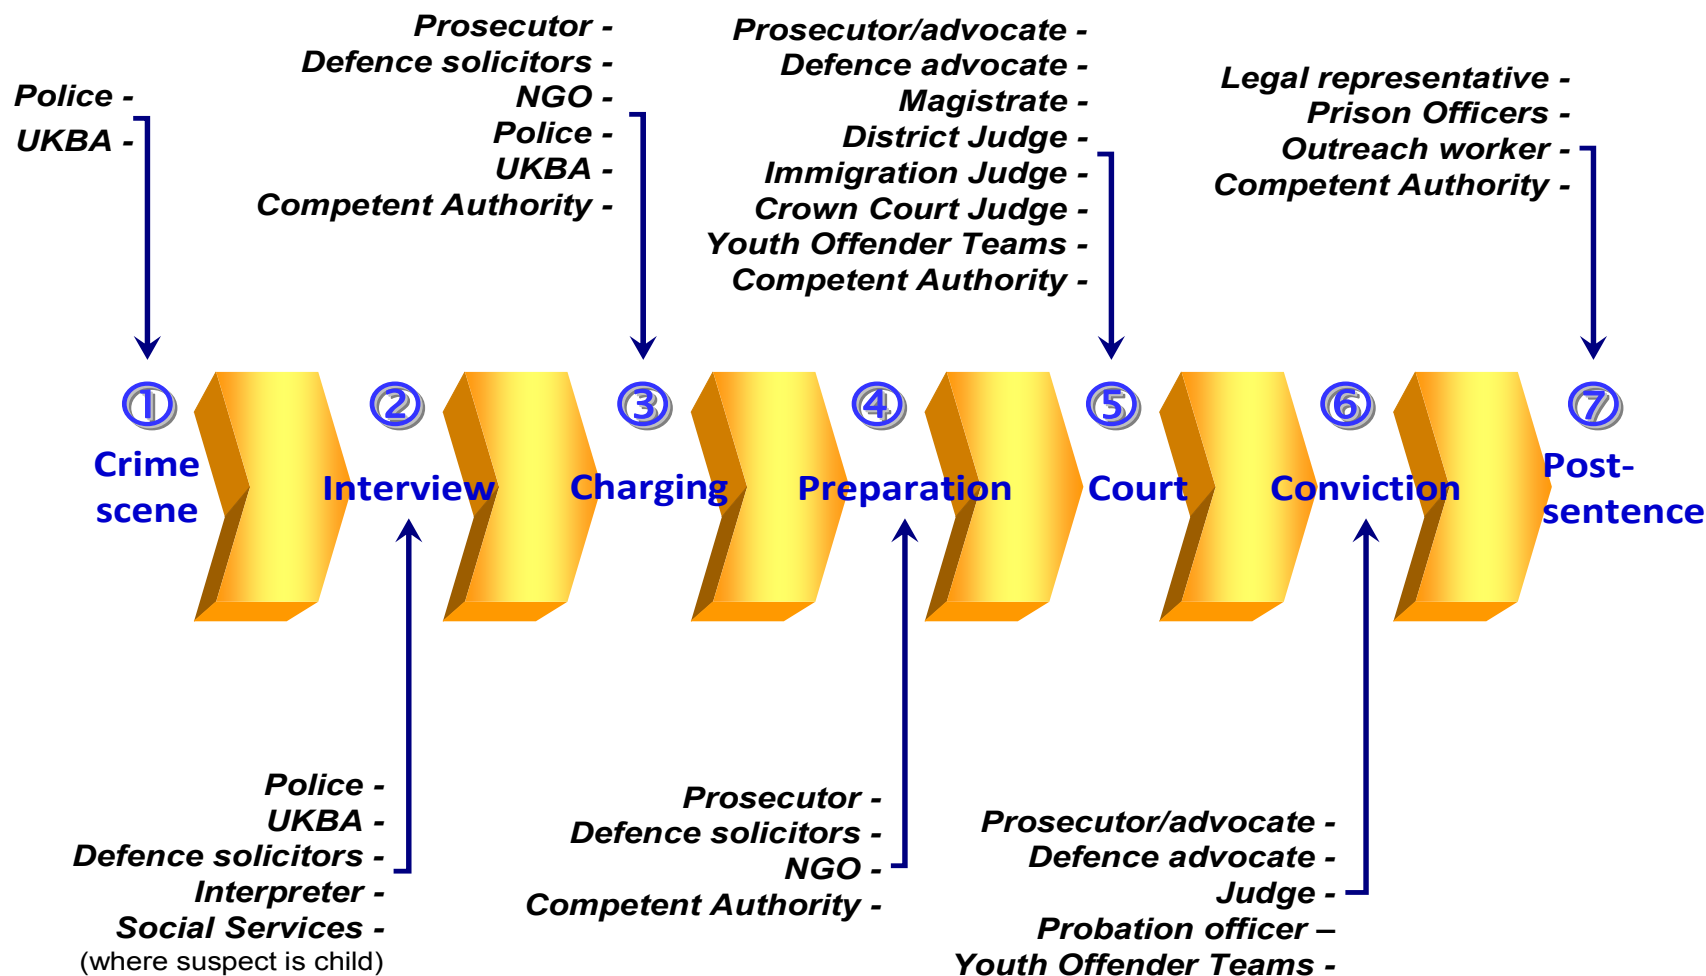 Police -
UKBA -
Prosecutor -
Defence solicitors -
NGO -
Police -
UKBA -
Competent Authority -
Prosecutor/advocate -
Defence advocate -
Magistrate -
District Judge -
Immigration Judge -
Crown Court Judge -
Youth Offender Teams -
Competent Authority -
Legal representative -
Prison Officers -
Outreach worker -
Competent Authority -
1
Crime
scene
2
Interview
3
Charging
4
Preparation
5
Court
6
Conviction
7
Post-
sentence
Police -
UKBA -
Defence solicitors -
Interpreter -
Social Services -
(where suspect is child)
Prosecutor -
Defence solicitors -
NGO -
Competent Authority -
Prosecutor/advocate -
Defence advocate -
Judge -
Probation officer –
Youth Offender Teams -